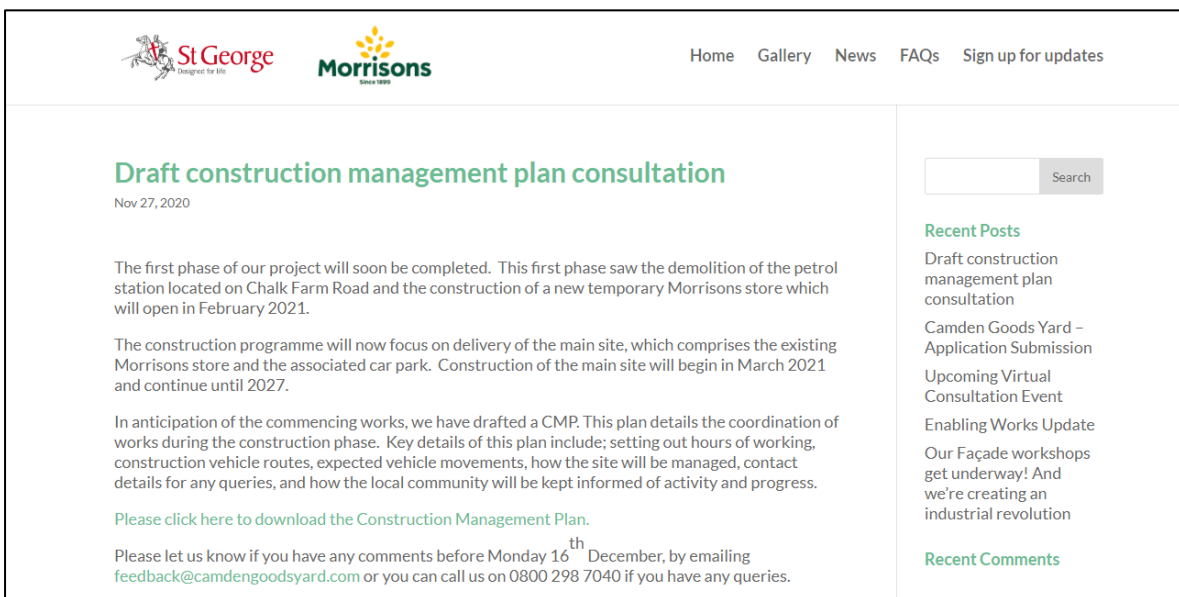 St George
Designed for life
Morrisons
Since 1899
Home Gallery News FAQs Sign up for updates
Draft construction management plan consultation
Nov 27, 2020
The first phase of our project will soon be completed. This first phase saw the demolition of the petrol
station located on Chalk Farm Road and the construction of a new temporary Morrisons store which
will open in February 2021.
The construction programme will now focus on delivery of the main site, which comprises the existing
Morrisons store and the associated car park. Construction of the main site will begin in March 2021
and continue until 2027.
In anticipation of the commencing works, we have drafted a CMP. This plan details the coordination of
works during the construction phase. Key details of this plan include; setting out hours of working,
construction vehicle routes, expected vehicle movements, how the site will be managed, contact
details for any queries, and how the local community will be kept informed of activity and progress.
Please click here to download the Construction Management Plan.
Please let us know if you have any comments before Monday 16th December, by emailing
feedback@camdengoodsyard.com or you can call us on 0800 298 7040 if you have any queries.
Search
Recent Posts
Draft construction
management plan
consultation
Camden Goods Yard –
Application Submission
Upcoming Virtual
Consultation Event
Enabling Works Update
Our Façade workshops
get underway! And
we're creating an
industrial revolution
Recent Comments